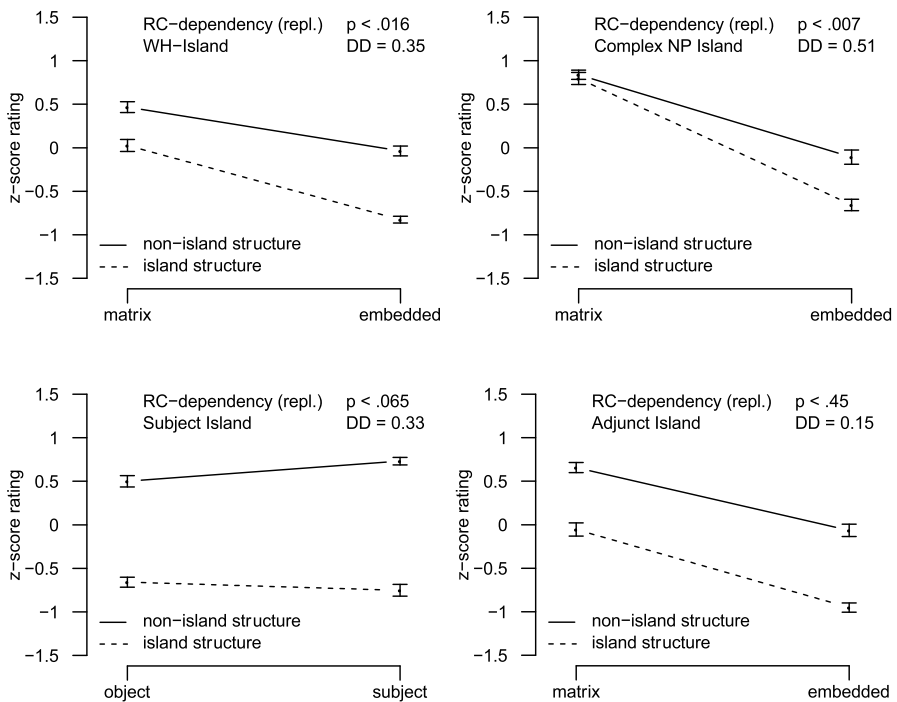 RC−dependency (repl.) p < .016
WH−Island DD = 0.35
z−score rating
1.5
1
0.5
0
−0.5
−1
−1.5
non−island structure
island structure
matrix embedded
RC−dependency (repl.) p < .007
Complex NP Island DD = 0.51
z−score rating
1.5
1
0.5
0
−0.5
−1
−1.5
non−island structure
island structure
matrix embedded
RC−dependency (repl.) p < .065
Subject Island DD = 0.33
z−score rating
1.5
1
0.5
0
−0.5
−1
−1.5
non−island structure
island structure
object subject
RC−dependency (repl.) p < .45
Adjunct Island DD = 0.15
z−score rating
1.5
1
0.5
0
−0.5
−1
−1.5
non−island structure
island structure
matrix embedded